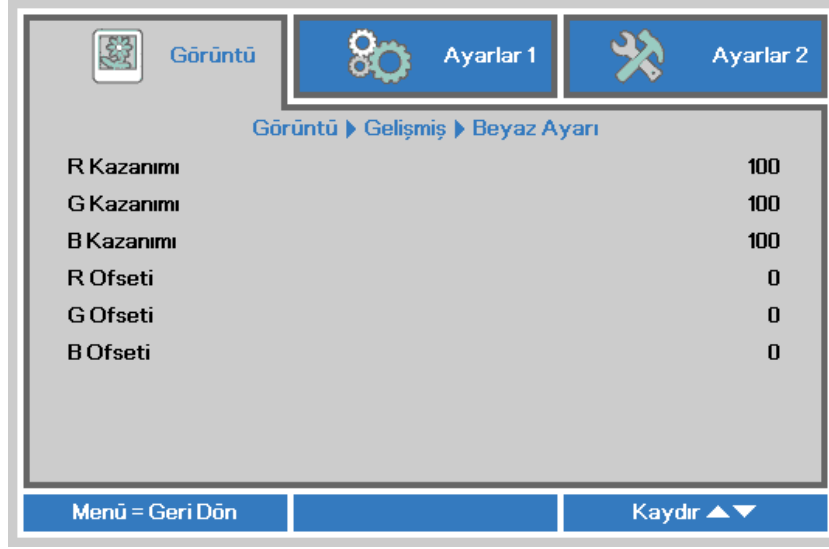 Görüntü
Ayarlar 1
Ayarlar 2
Görüntü ▶ Gelişmiş ▶ Beyaz Ayarı
R Kazanımı 100
G Kazanımı 100
B Kazanımı 100
R Ofseti 0
G Ofseti 0
B Ofseti 0
Menü = Geri Dön
Kaydır ▲▼